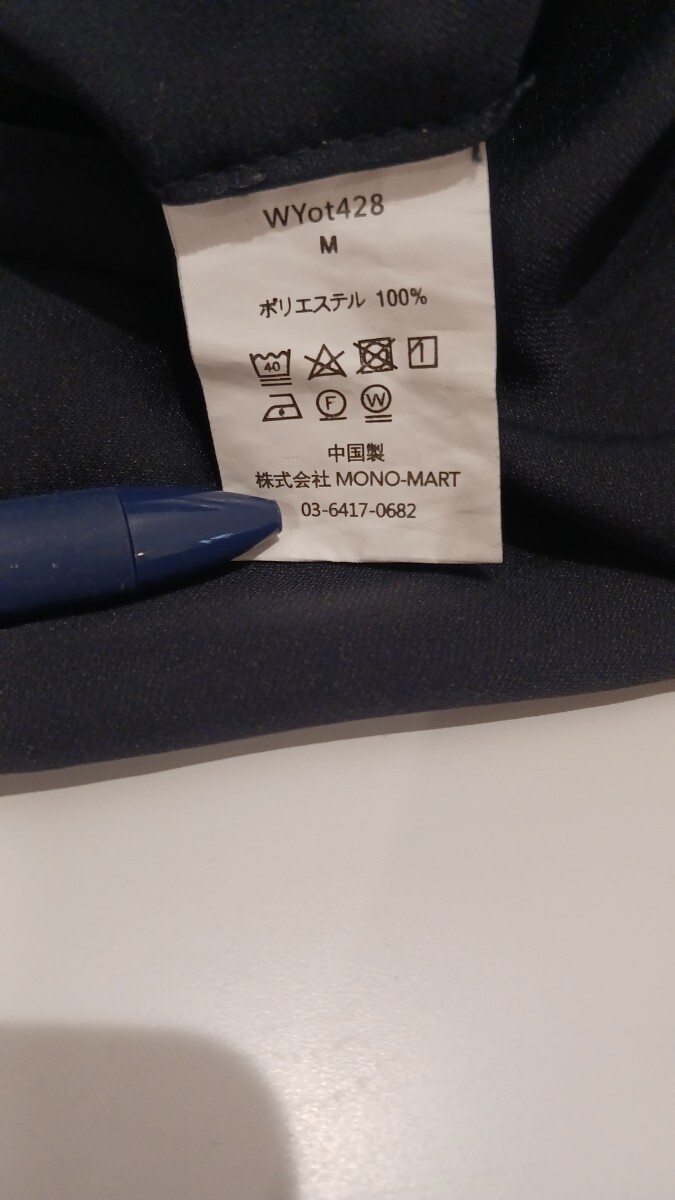 WYot428
M
ポリエステル 100%
40
F W
中国製
株式会社 MONO-MART
03-6417-0682